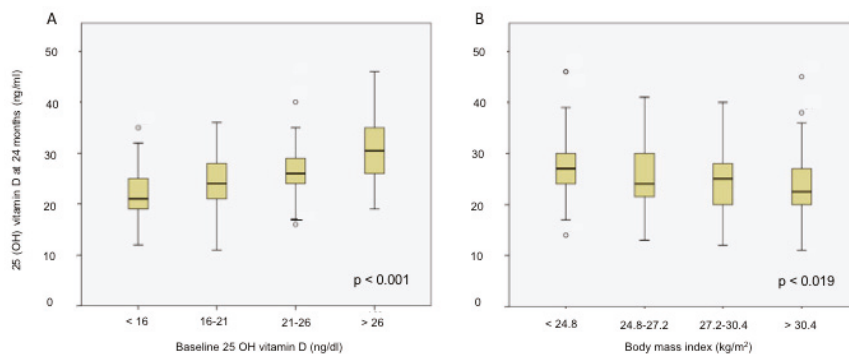 A
B
25 (OH) vitamin D at 24 months (ng/ml)
50
40
30
20
10
0
p < 0.001
< 16
16-21
21-26
> 26
Baseline 25 OH vitamin D (ng/dl)
50
40
30
20
10
0
p < 0.019
< 24.8
24.8-27.2
27.2-30.4
> 30.4
Body mass index (kg/m²)